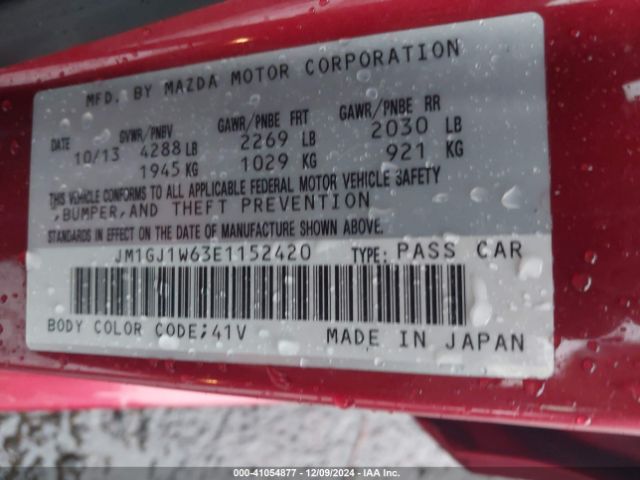 MFD. BY MAZDA MOTOR CORPORATION
DATE GVWR/PNBV GAWR/PNBE FRT GAWR/PNBE RR
10/13 4288 LB 2269 LB 2030 LB
1945 KG 1029 KG 921 KG
THIS VEHICLE CONFORMS TO ALL APPLICABLE FEDERAL MOTOR VEHICLE SAFETY
,BUMPER,AND THEFT PREVENTION
STANDARDS IN EFFECT ON THE DATE OF MANUFACTURE SHOWN ABOVE.
JM1GJ1W63E1152420 TYPE: PASS CAR
BODY COLOR CODE;41V MADE IN JAPAN
000-41054877 - 12/09/2024 - IAA Inc.